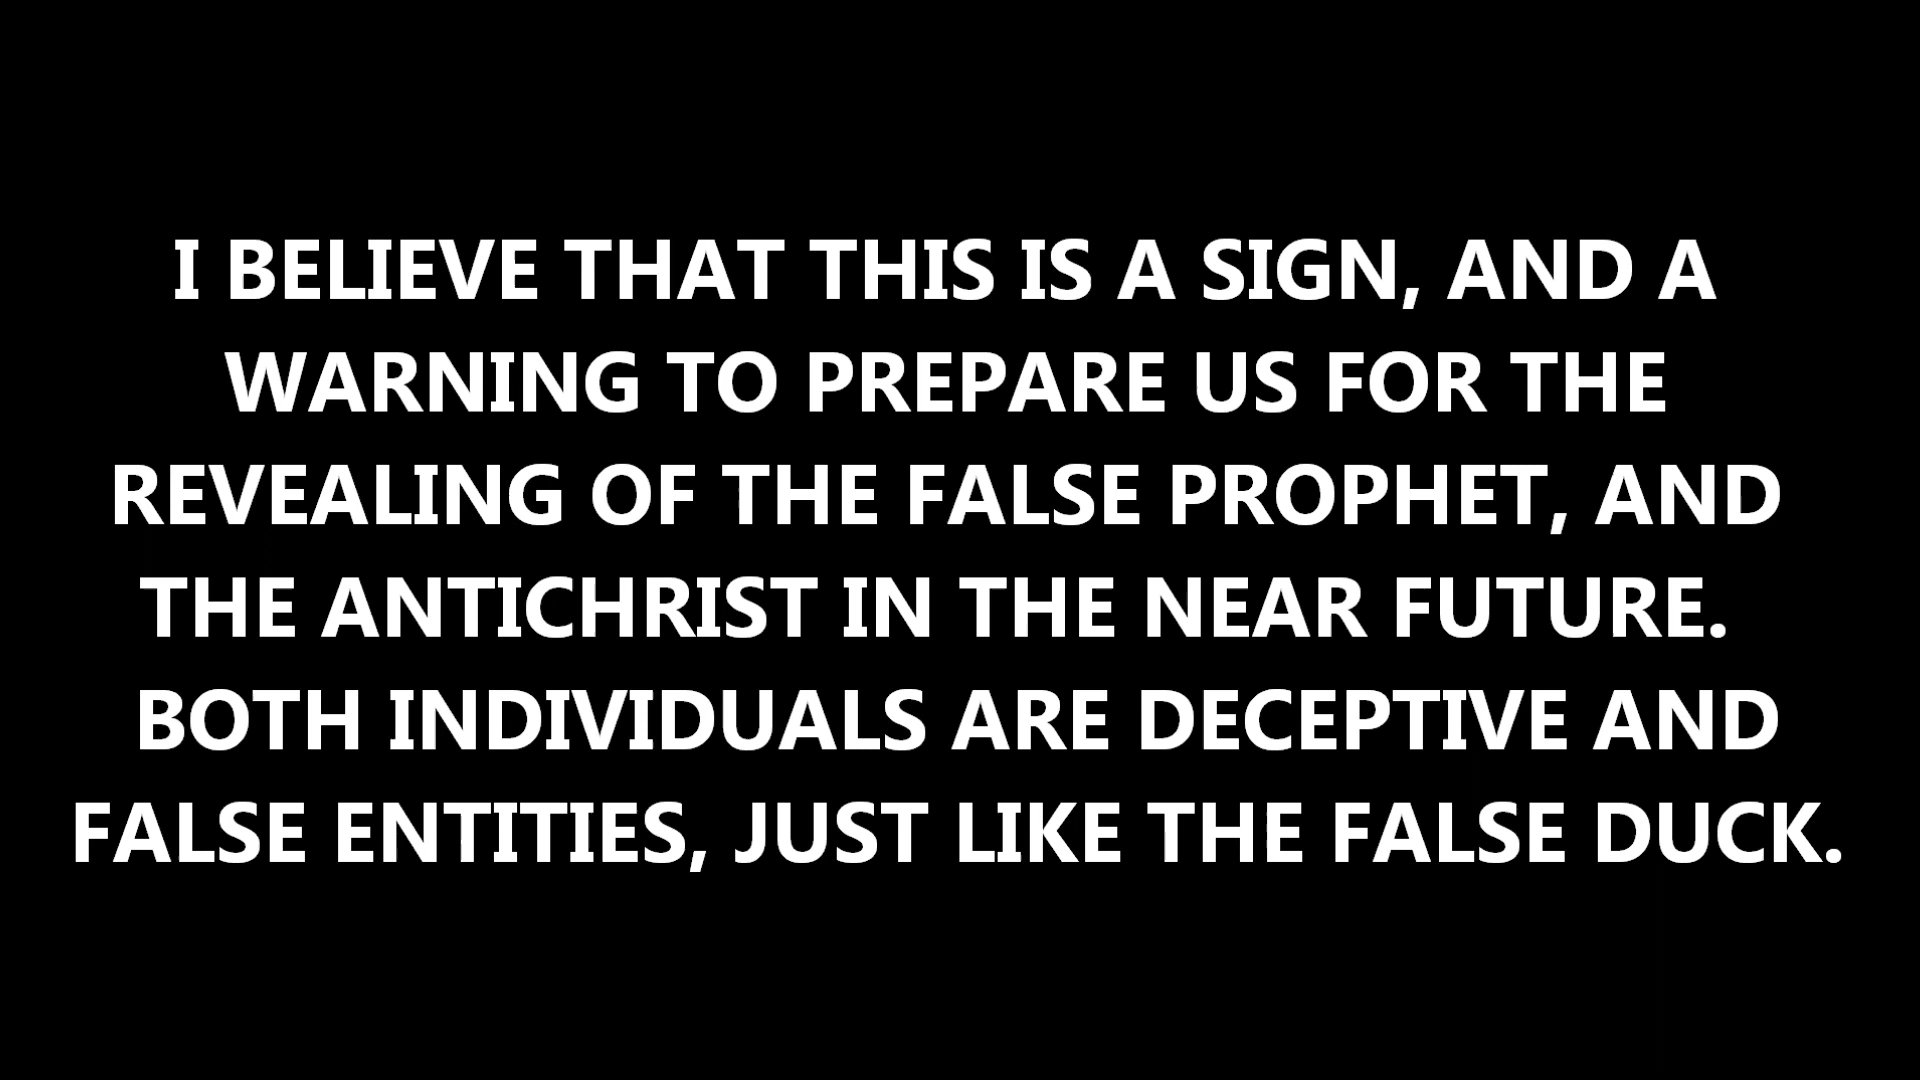 I BELIEVE THAT THIS IS A SIGN, AND A
WARNING TO PREPARE US FOR THE
REVEALING OF THE FALSE PROPHET, AND
THE ANTICHRIST IN THE NEAR FUTURE.
BOTH INDIVIDUALS ARE DECEPTIVE AND
FALSE ENTITIES, JUST LIKE THE FALSE DUCK.